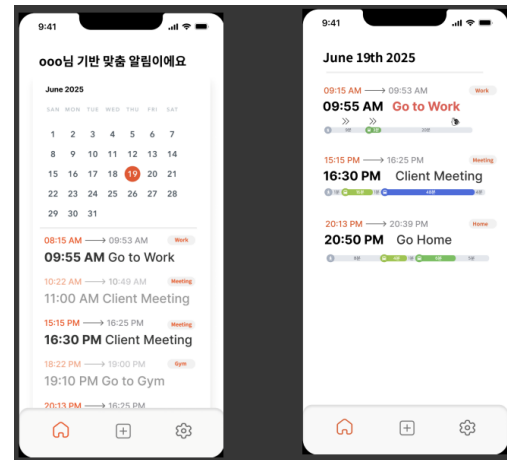 9:41
ooo님 기반 맞춤 알림이에요
June 2025
SAN MON TUE WED THU FRI SAT
1 2 3 4 5 6 7
8 9 10 11 12 13 14
15 16 17 18 19 20 21
22 23 24 25 26 27 28
29 30 31
08:15 AM → 09:53 AM Work
09:55 AM Go to Work
10:22 AM → 10:49 AM Meeting
11:00 AM Client Meeting
15:15 PM → 16:25 PM Meeting
16:30 PM Client Meeting
18:22 PM → 19:00 PM Gym
19:10 PM Go to Gym
20:13 PM → 16:25 PM
9:41
June 19th 2025
09:15 AM → 09:53 AM Work
09:55 AM Go to Work
15:15 PM → 16:25 PM Meeting
16:30 PM Client Meeting
20:13 PM → 20:39 PM Home
20:50 PM Go Home